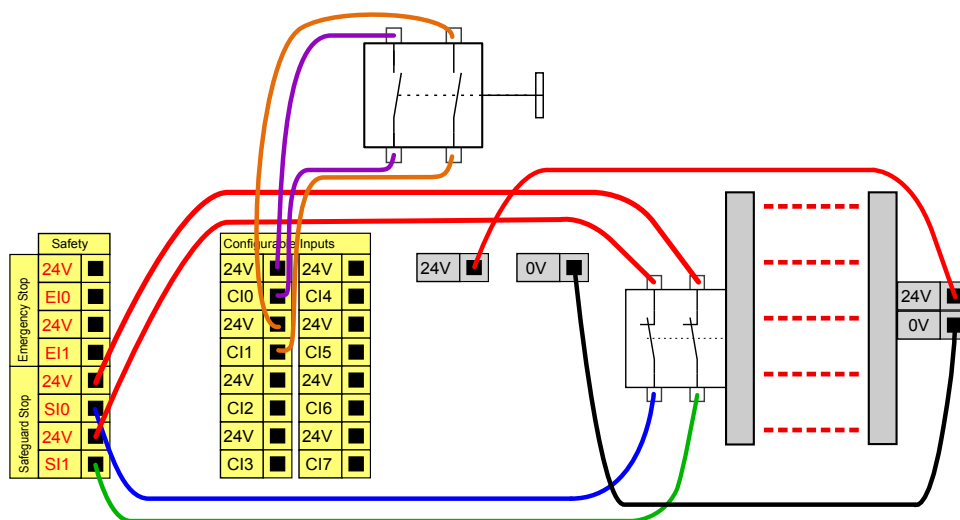 Safety
Emergency Stop
24V
EI0
24V
EI1
Safeguard Stop
24V
SI0
24V
SI1
Configurable Inputs
24V 24V
CI0 CI4
24V 24V
CI1 CI5
24V 24V
CI2 CI6
24V 24V
CI3 CI7
24V
0V
24V
0V